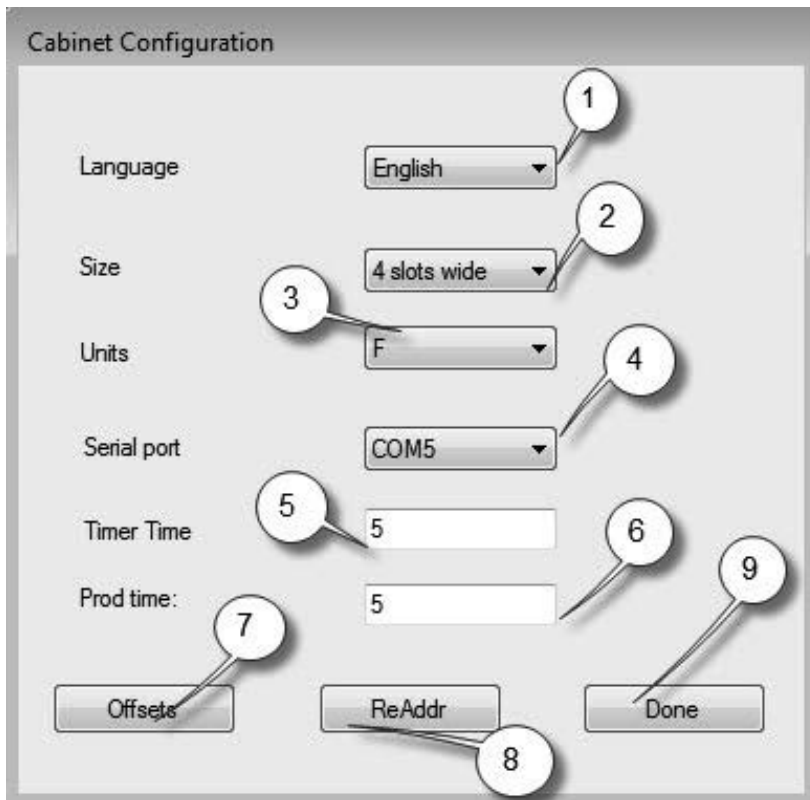 Cabinet Configuration
1
Language English
2
Size 4 slots wide
3
Units F
4
Serial port COM5
5
Timer Time 5
6
Prod time: 5
7
9
Offsets ReAddr Done
8